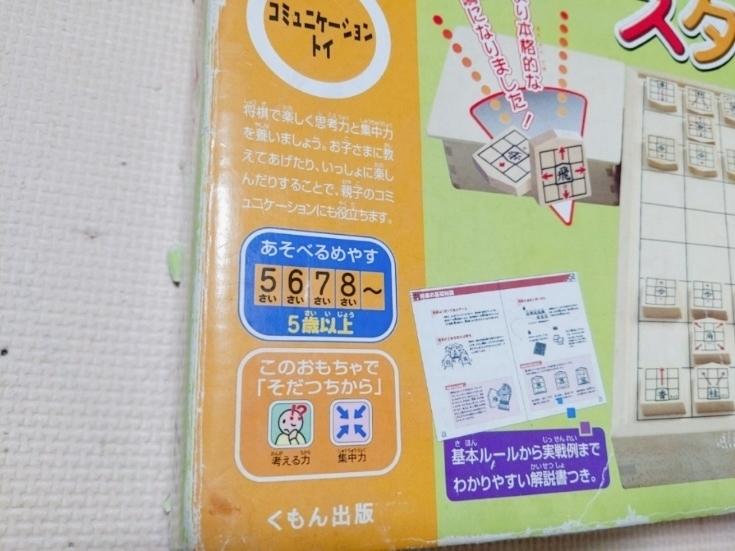 コミュニケーション
トイ
将棋で楽しく思考力と集中力
を養いましょう。お子さまに教
えてあげたり、いっしょに楽し
んだりすることで、親子のコミ
ュニケーションにも役立ちます。
あそべるめやす
5さい 6さい 7さい 8さい 〜
5歳以上
このおもちゃで
「そだつちから」
考える力 集中力
くもん出版
スタ
り本格的な
になりました!
飛
基本ルールから実戦例まで
わかりやすい解説書つき。